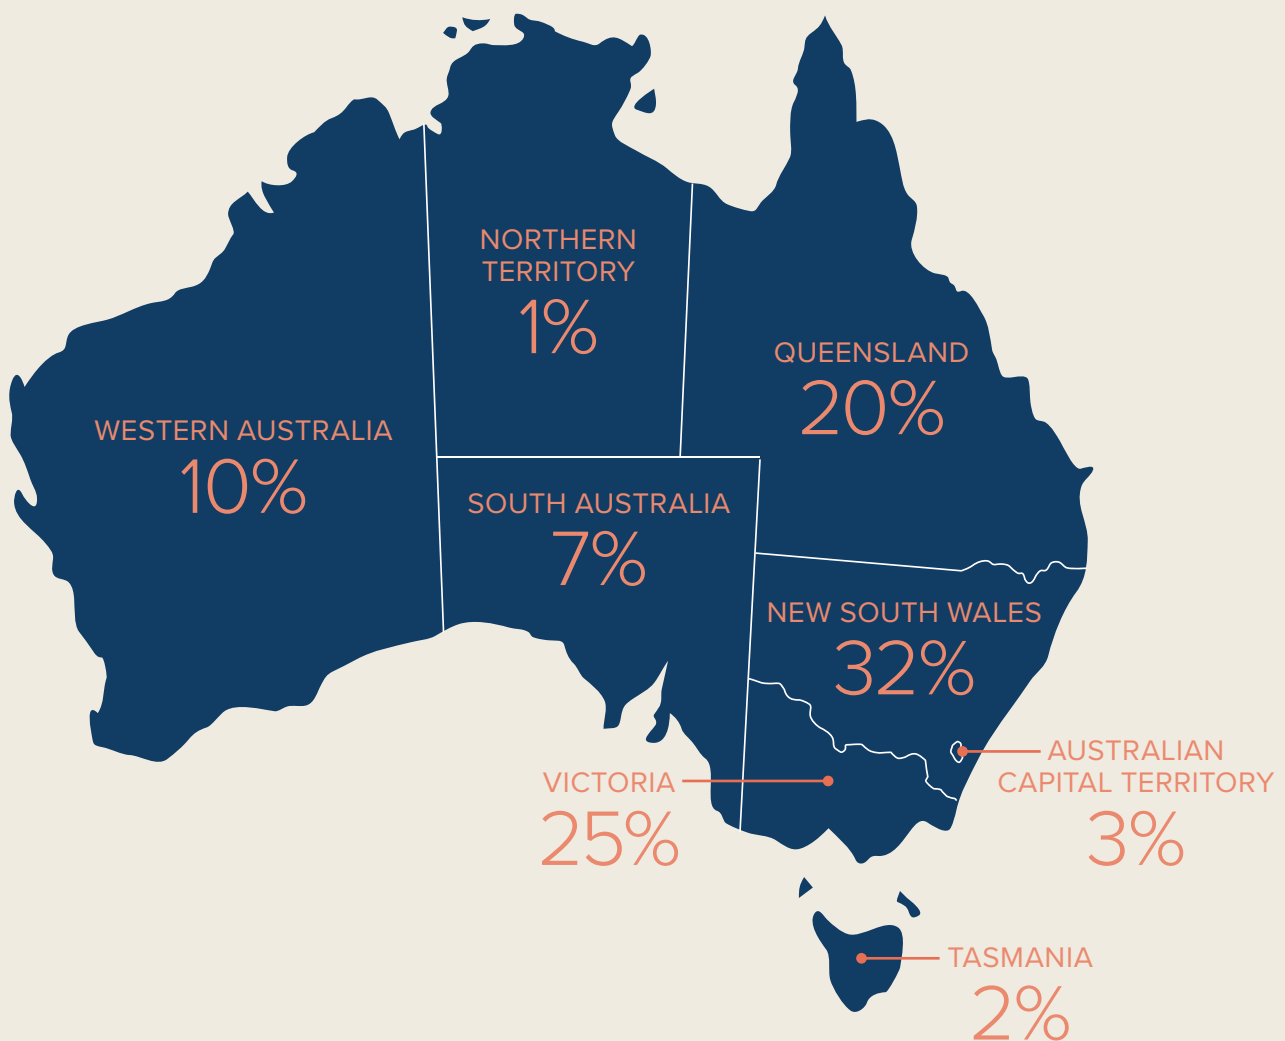 NORTHERN
TERRITORY
1%
QUEENSLAND
20%
WESTERN AUSTRALIA
10%
SOUTH AUSTRALIA
7%
NEW SOUTH WALES
32%
AUSTRALIAN
CAPITAL TERRITORY
3%
VICTORIA
25%
TASMANIA
2%